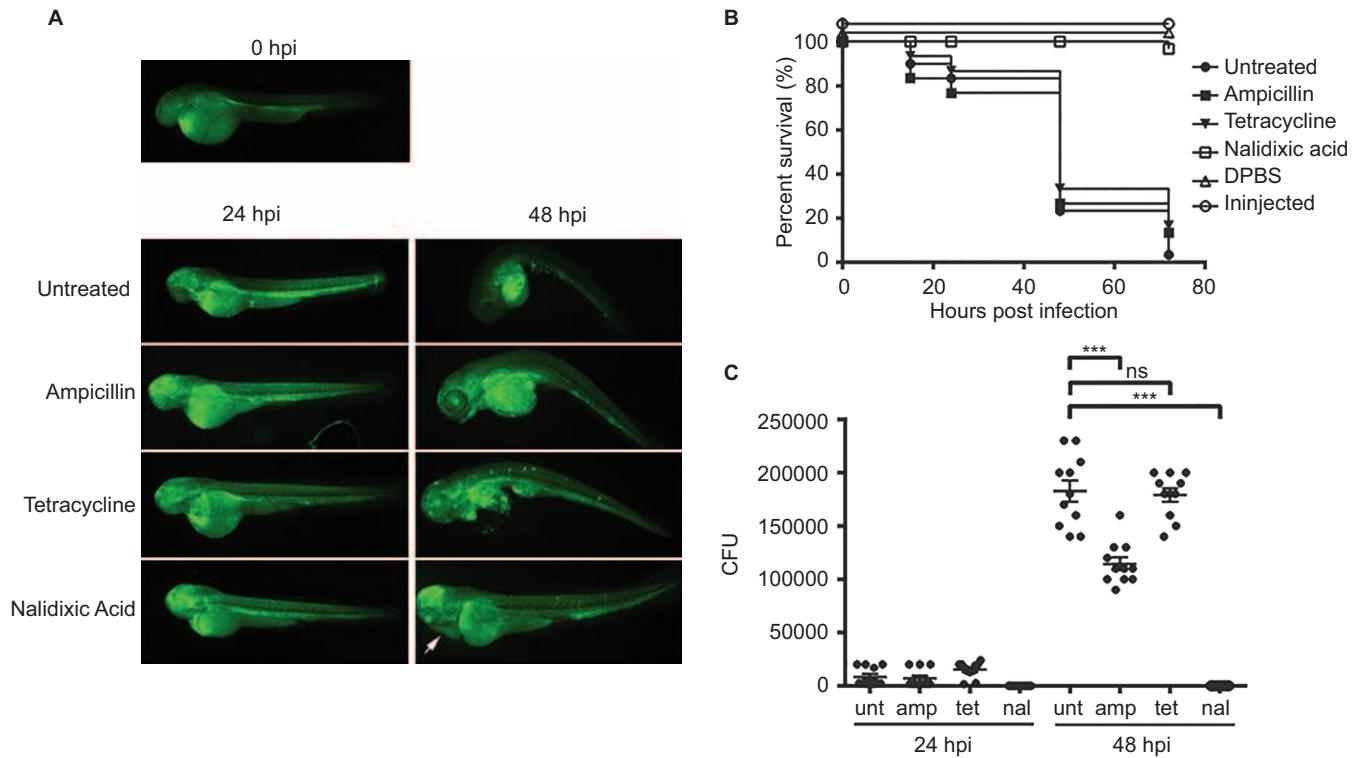 A
0 hpi
24 hpi
48 hpi
Untreated
Ampicillin
Tetracycline
Nalidixic Acid
B
Percent survival (%)
100
80
60
40
20
0
0
20
40
60
80
Hours post infection
Untreated
Ampicillin
Tetracycline
Nalidixic acid
DPBS
Ininjected
C
***
ns
***
CFU
250000
200000
150000
100000
50000
0
unt amp tet nal unt amp tet nal
24 hpi 48 hpi